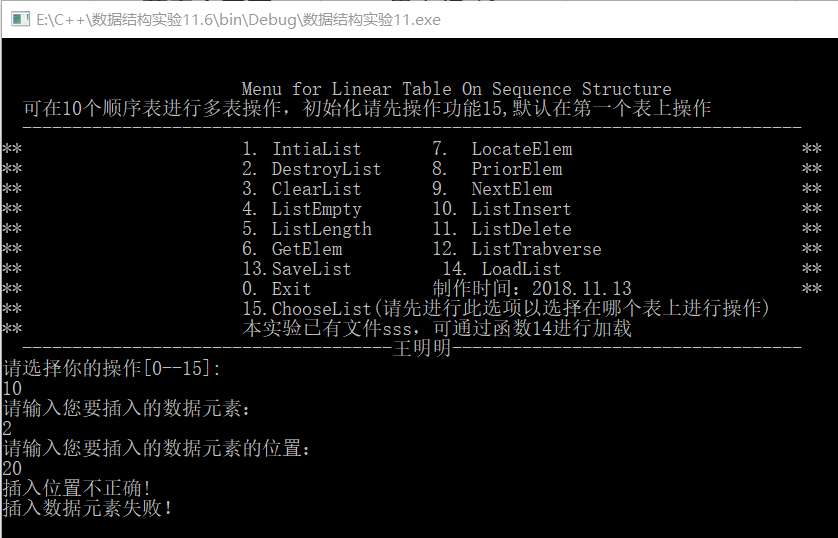 E:\C++\数据结构实验11.6\bin\Debug\数据结构实验11.exe
Menu for Linear Table On Sequence Structure
可在10个顺序表进行多表操作，初始化请先操作功能15,默认在第一个表上操作
------------------------------------------------------------------------------
** 1. IntiaList 7. LocateElem **
** 2. DestroyList 8. PriorElem **
** 3. ClearList 9. NextElem **
** 4. ListEmpty 10. ListInsert **
** 5. ListLength 11. ListDelete **
** 6. GetElem 12. ListTrabverse **
** 13.SaveList 14. LoadList **
** 0. Exit 制作时间：2018.11.13 **
** 15.ChooseList(请先进行此选项以选择在哪个表上进行操作)
** 本实验已有文件sss，可通过函数14进行加载
-------------------------------------王明明-----------------------------------
请选择你的操作[0--15]:
10
请输入您要插入的数据元素：
2
请输入您要插入的数据元素的位置：
20
插入位置不正确!
插入数据元素失败！